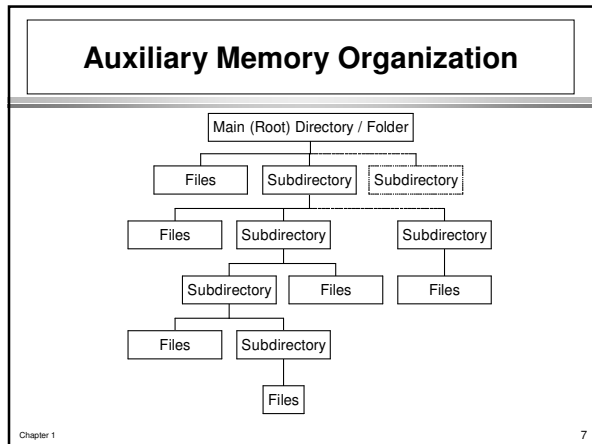 Auxiliary Memory Organization
Main (Root) Directory / Folder
Files
Subdirectory
Subdirectory
Files
Subdirectory
Subdirectory
Subdirectory
Files
Files
Files
Subdirectory
Files
Chapter 1
7